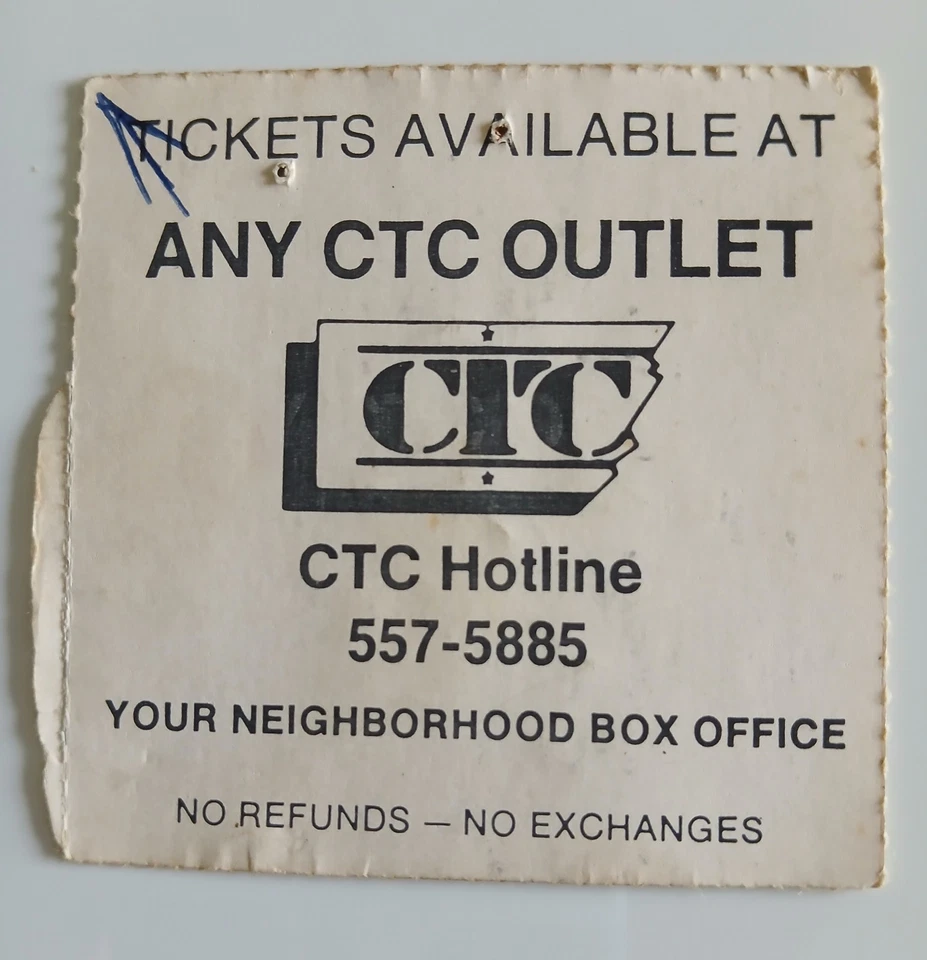 TICKETS AVAILABLE AT
ANY CTC OUTLET
CTC
CTC Hotline
557-5885
YOUR NEIGHBORHOOD BOX OFFICE
NO REFUNDS — NO EXCHANGES